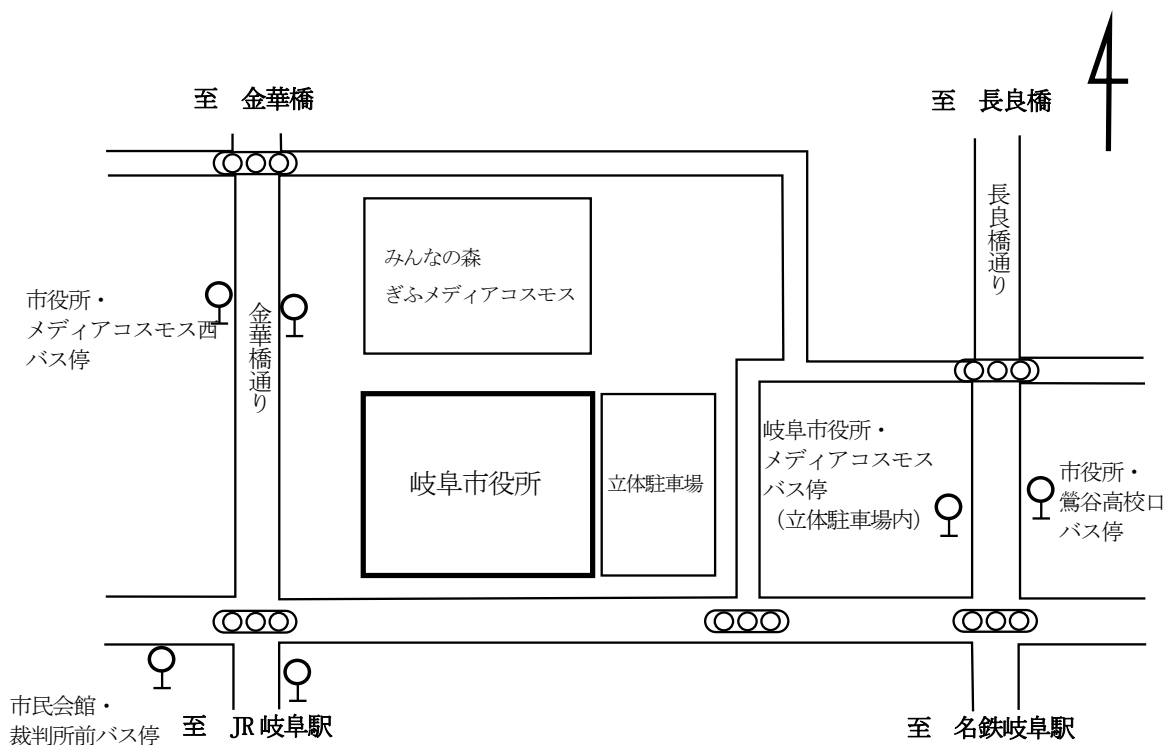 至 金華橋
至 長良橋
長良橋通り
みんなの森
ぎふメディアコスモス
市役所・
メディアコスモス西
バス停
金華橋通り
岐阜市役所
立体駐車場
岐阜市役所・
メディアコスモス
バス停
（立体駐車場内）
市役所・
鶯谷高校口
バス停
市民会館・
裁判所前バス停
至 JR岐阜駅
至 名鉄岐阜駅